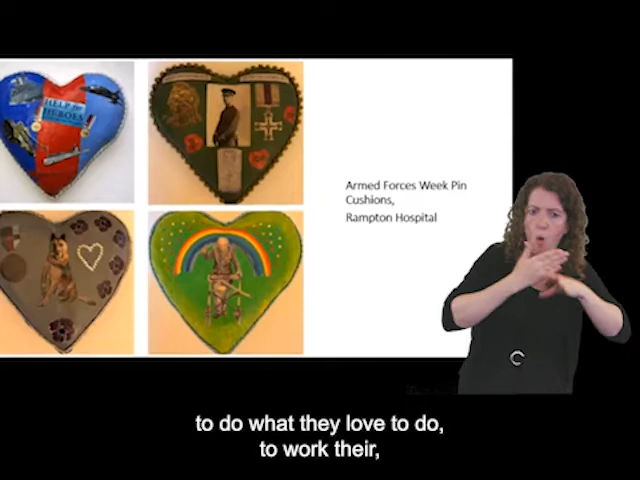 HELP for
HEROES
Armed Forces Week Pin
Cushions,
Rampton Hospital
to do what they love to do,
to work their,